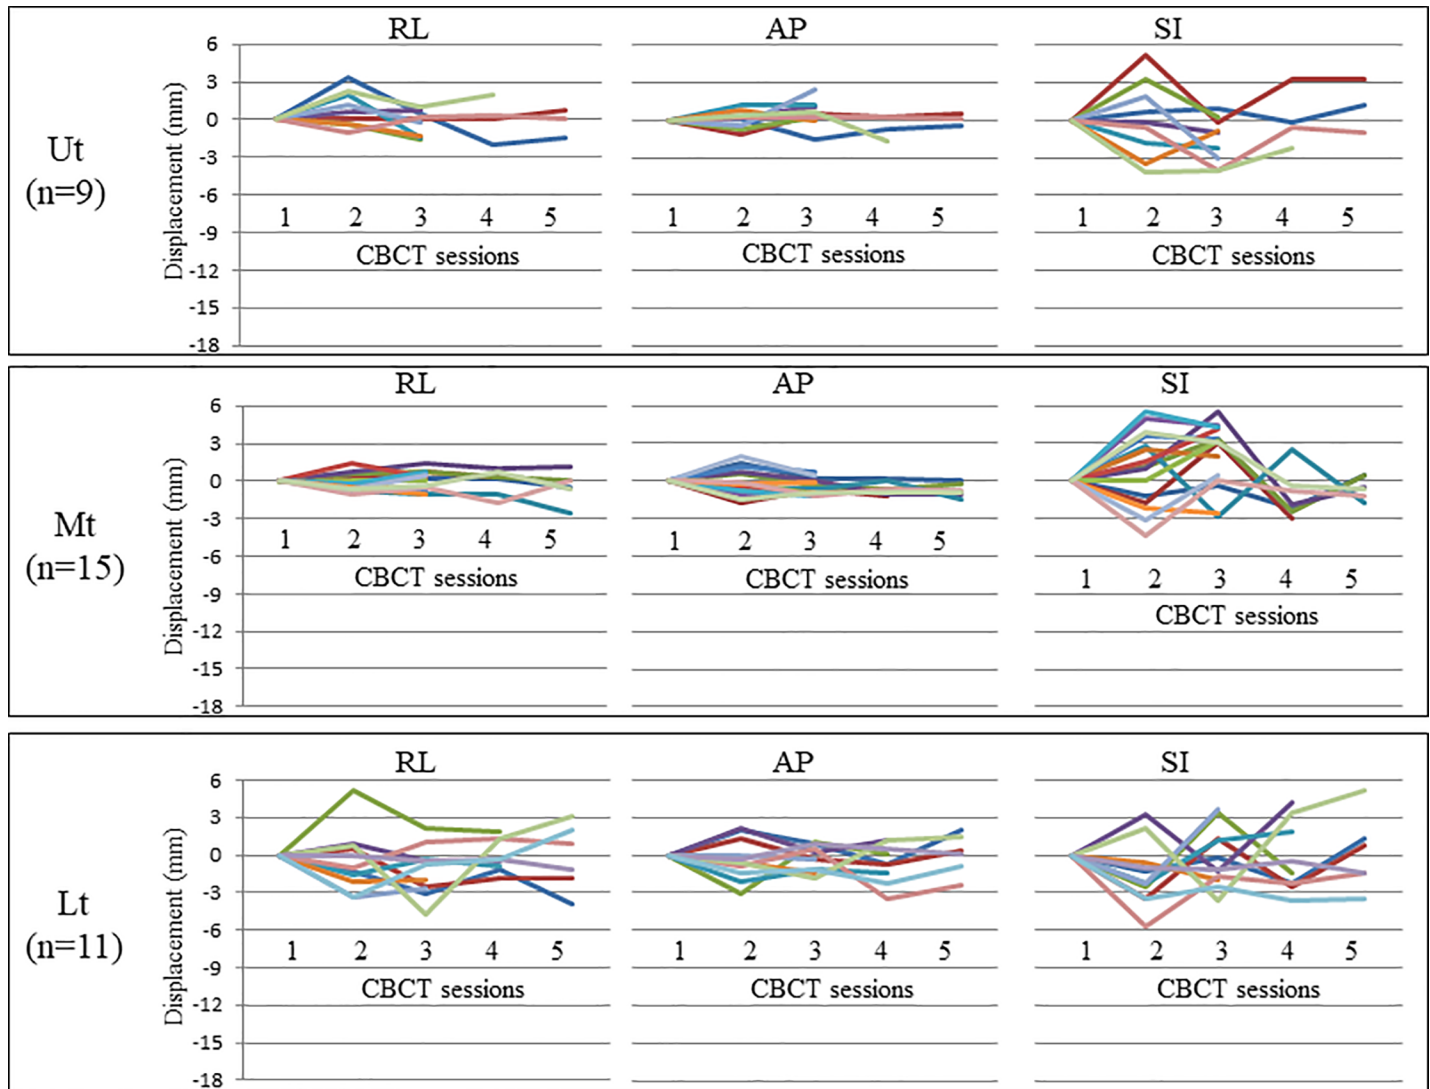 RL AP SI
Ut
(n=9)
Displacement (mm)
6
3
0
-3
-6
-9
-12
-15
-18
1 2 3 4 5
CBCT sessions
1 2 3 4 5
CBCT sessions
1 2 3 4 5
CBCT sessions
RL AP SI
Mt
(n=15)
Displacement (mm)
6
3
0
-3
-6
-9
-12
-15
-18
1 2 3 4 5
CBCT sessions
1 2 3 4 5
CBCT sessions
1 2 3 4 5
CBCT sessions
RL AP SI
Lt
(n=11)
Displacement (mm)
6
3
0
-3
-6
-9
-12
-15
-18
1 2 3 4 5
CBCT sessions
1 2 3 4 5
CBCT sessions
1 2 3 4 5
CBCT sessions